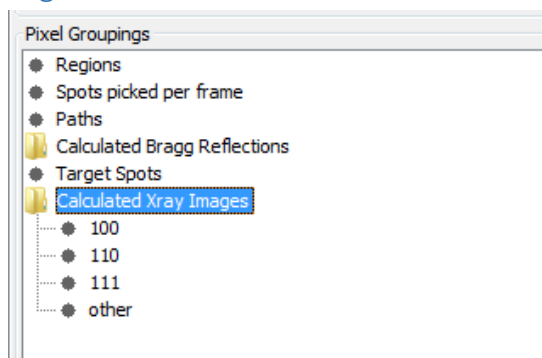 Pixel Groupings
Regions
Spots picked per frame
Paths
Calculated Bragg Reflections
Target Spots
Calculated Xray Images
100
110
111
other